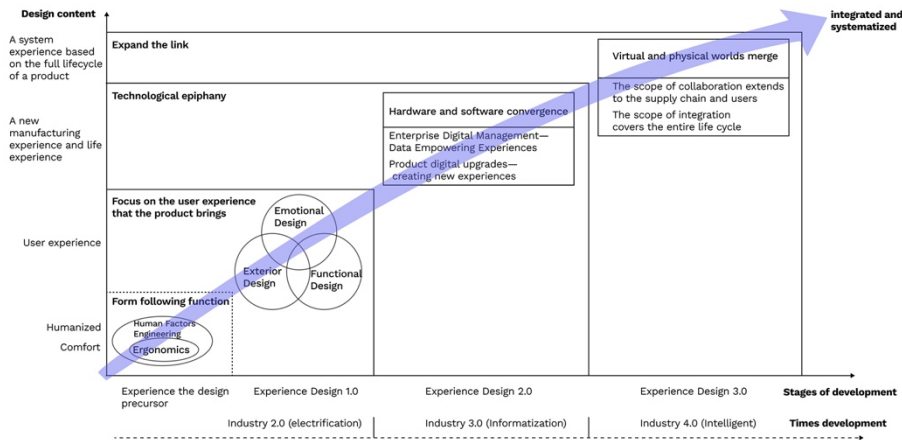 Design content
integrated and
systematized
A system
experience based
on the full lifecycle
of a product
Expand the link
Virtual and physical worlds merge
The scope of collaboration extends
to the supply chain and users
The scope of integration
covers the entire life cycle
Technological epiphany
A new
manufacturing
experience and life
experience
Hardware and software convergence
Enterprise Digital Management—
Data Empowering Experiences
Product digital upgrades—
creating new experiences
Focus on the user experience
that the product brings
User experience
Emotional
Design
Exterior
Design
Functional
Design
Form following function
Humanized
Comfort
Human Factors
Engineering
Ergonomics
Experience the design
precursor
Experience Design 1.0
Experience Design 2.0
Experience Design 3.0
Stages of development
Industry 2.0 (electrification)
Industry 3.0 (Informatization)
Industry 4.0 (Intelligent)
Times development